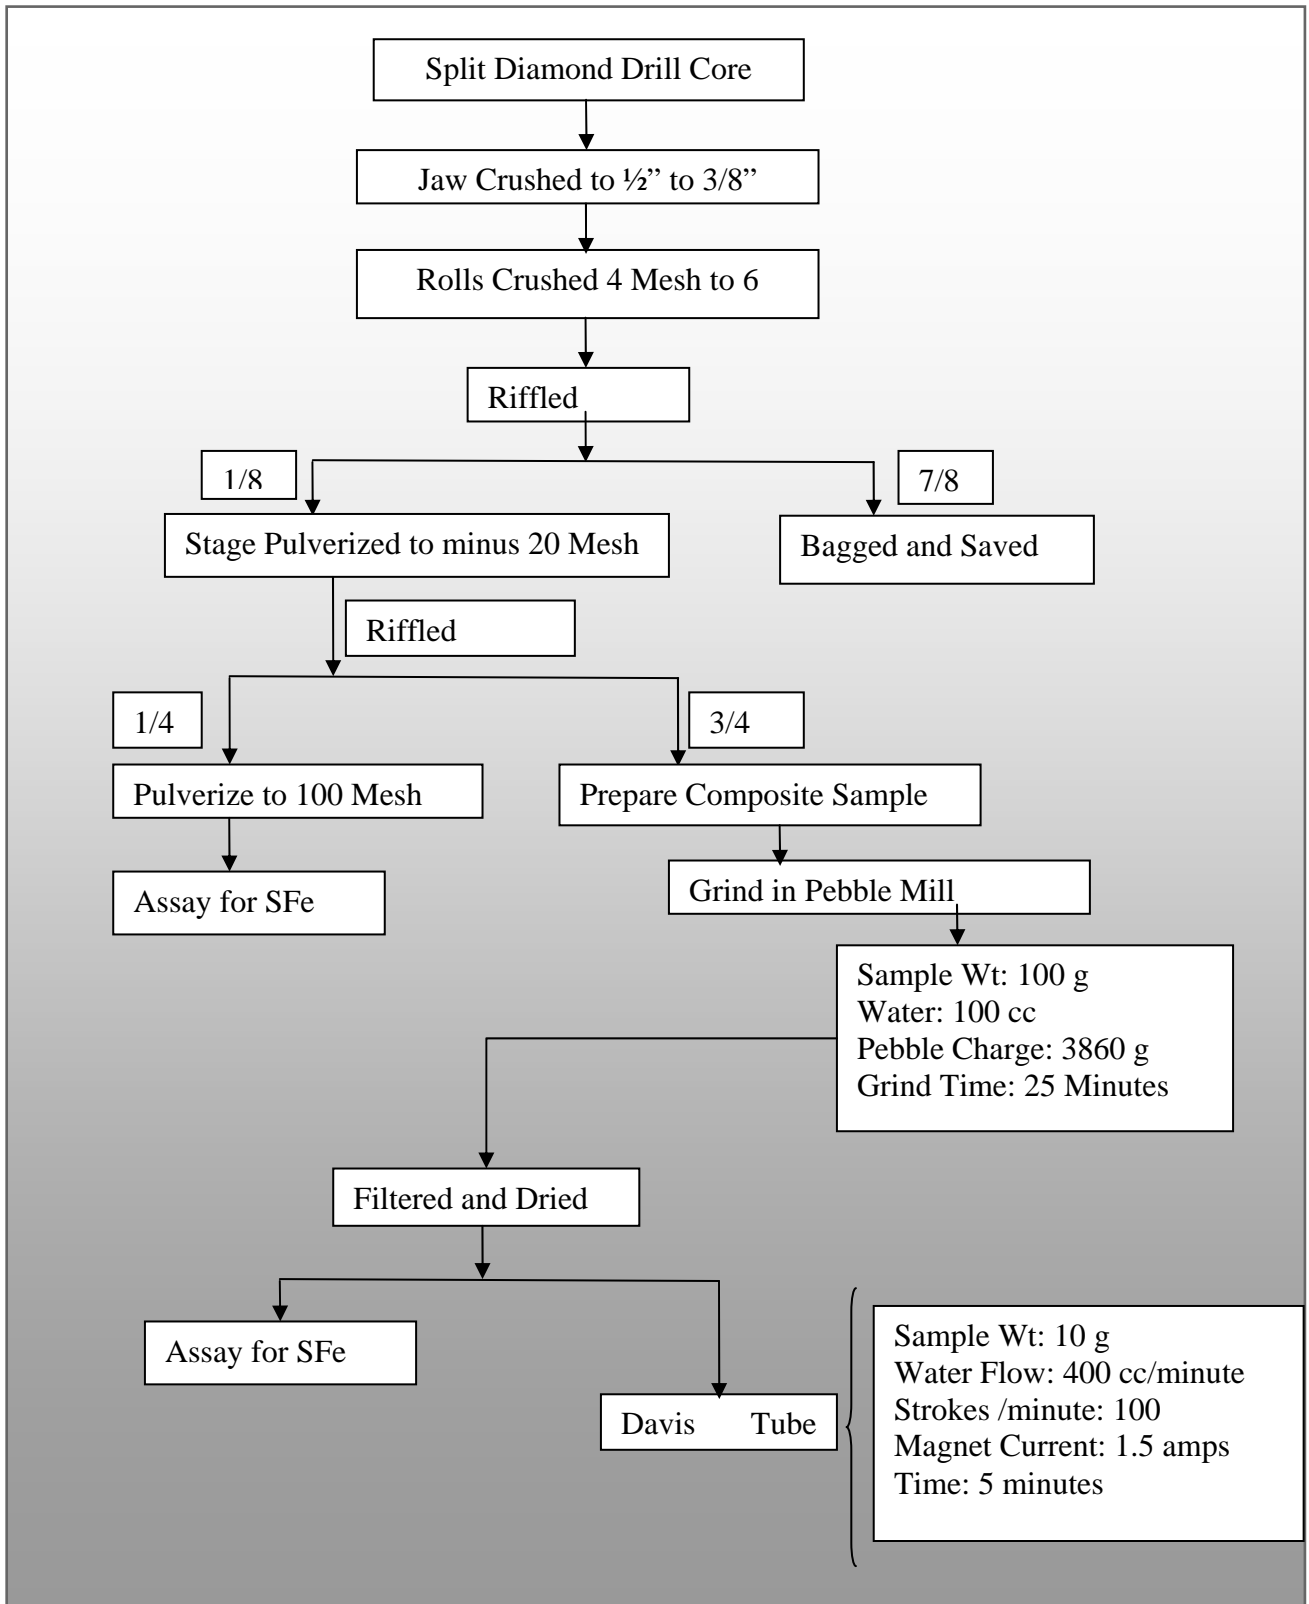 Split Diamond Drill Core
Jaw Crushed to ½” to 3/8”
Rolls Crushed 4 Mesh to 6
Riffled
1/8
7/8
Stage Pulverized to minus 20 Mesh
Bagged and Saved
Riffled
1/4
3/4
Pulverize to 100 Mesh
Prepare Composite Sample
Assay for SFe
Grind in Pebble Mill
Sample Wt: 100 g
Water: 100 cc
Pebble Charge: 3860 g
Grind Time: 25 Minutes
Filtered and Dried
Assay for SFe
Davis Tube
Sample Wt: 10 g
Water Flow: 400 cc/minute
Strokes /minute: 100
Magnet Current: 1.5 amps
Time: 5 minutes